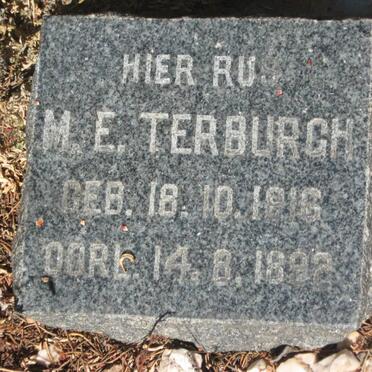 HIER RUS
M. E. TERBURGH
GEB. 18. 10. 1816
OORL. 14. 8. 1892